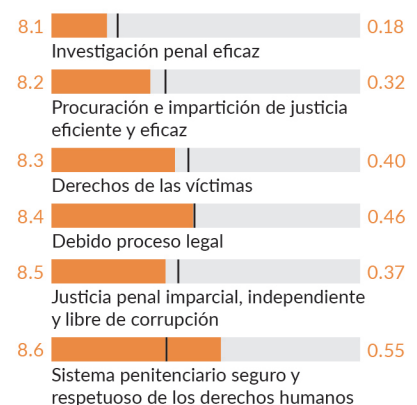 8.1 0.18
Investigación penal eficaz
8.2 0.32
Procuración e impartición de justicia
eficiente y eficaz
8.3 0.40
Derechos de las víctimas
8.4 0.46
Debido proceso legal
8.5 0.37
Justicia penal imparcial, independiente
y libre de corrupción
8.6 0.55
Sistema penitenciario seguro y
respetuoso de los derechos humanos